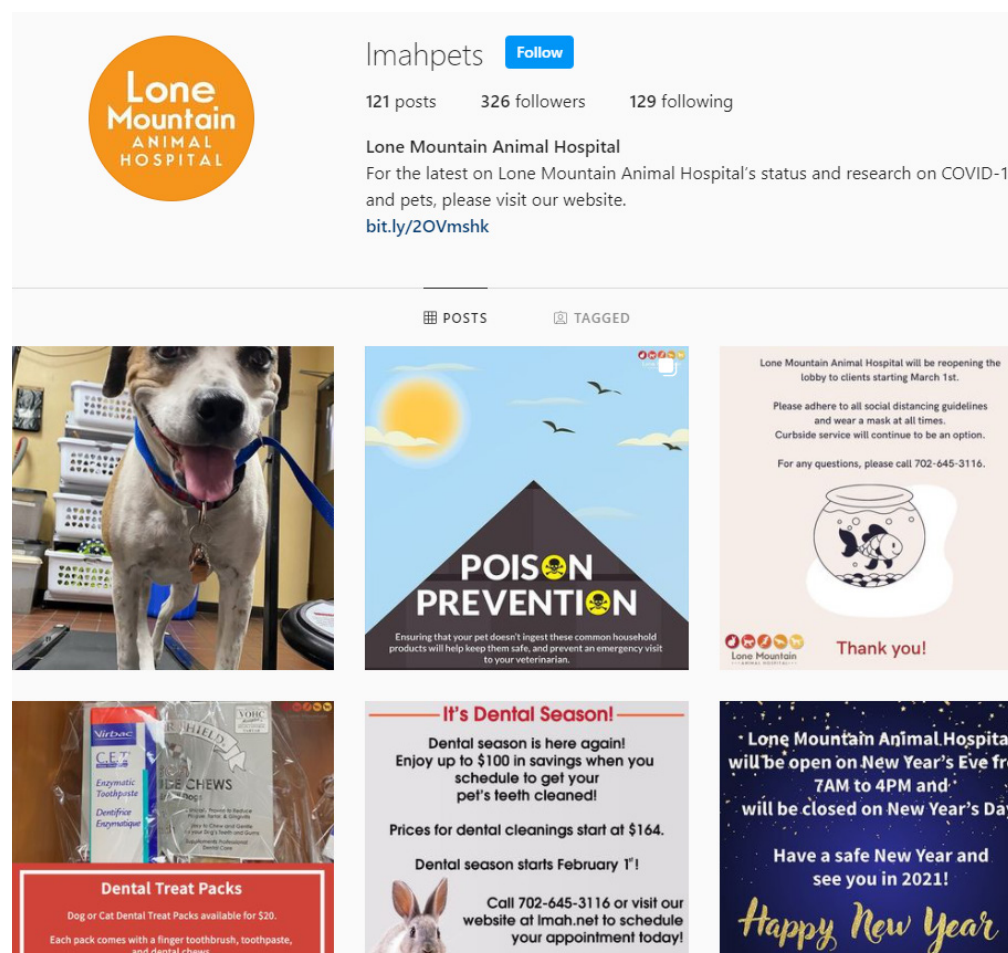 Lone
Mountain
ANIMAL
HOSPITAL
lmahpets Follow
121 posts 326 followers 129 following
Lone Mountain Animal Hospital
For the latest on Lone Mountain Animal Hospital's status and research on COVID-1
and pets, please visit our website.
bit.ly/2OVmshk
POSTS TAGGED
POISON
PREVENTION
Ensuring that your pet doesn't ingest these common household
products will help keep them safe, and prevent an emergency visit
to your veterinarian.
Lone Mountain Animal Hospital will be reopening the
lobby to clients starting March 1st.
Please adhere to all social distancing guidelines
and wear a mask at all times.
Curbside service will continue to be an option.
For any questions, please call 702-645-3116.
Lone Mountain
ANIMAL HOSPITAL
Thank you!
Virbac
C.E.T.
Enzymatic
Toothpaste
Dentifrice
Enzymatique
VOHC
SHIELD
CHEWS
Dogs
Dental Treat Packs
Dog or Cat Dental Treat Packs available for $20.
Each pack comes with a finger toothbrush, toothpaste,
and dental chews
It's Dental Season!
Dental season is here again!
Enjoy up to $100 in savings when you
schedule to get your
pet's teeth cleaned!
Prices for dental cleanings start at $164.
Dental season starts February 1st!
Call 702-645-3116 or visit our
website at lmah.net to schedule
your appointment today!
Lone Mountain Animal Hospita
will be open on New Year's Eve fr
7AM to 4PM and
will be closed on New Year's Da
Have a safe New Year and
see you in 2021!
Happy New Year